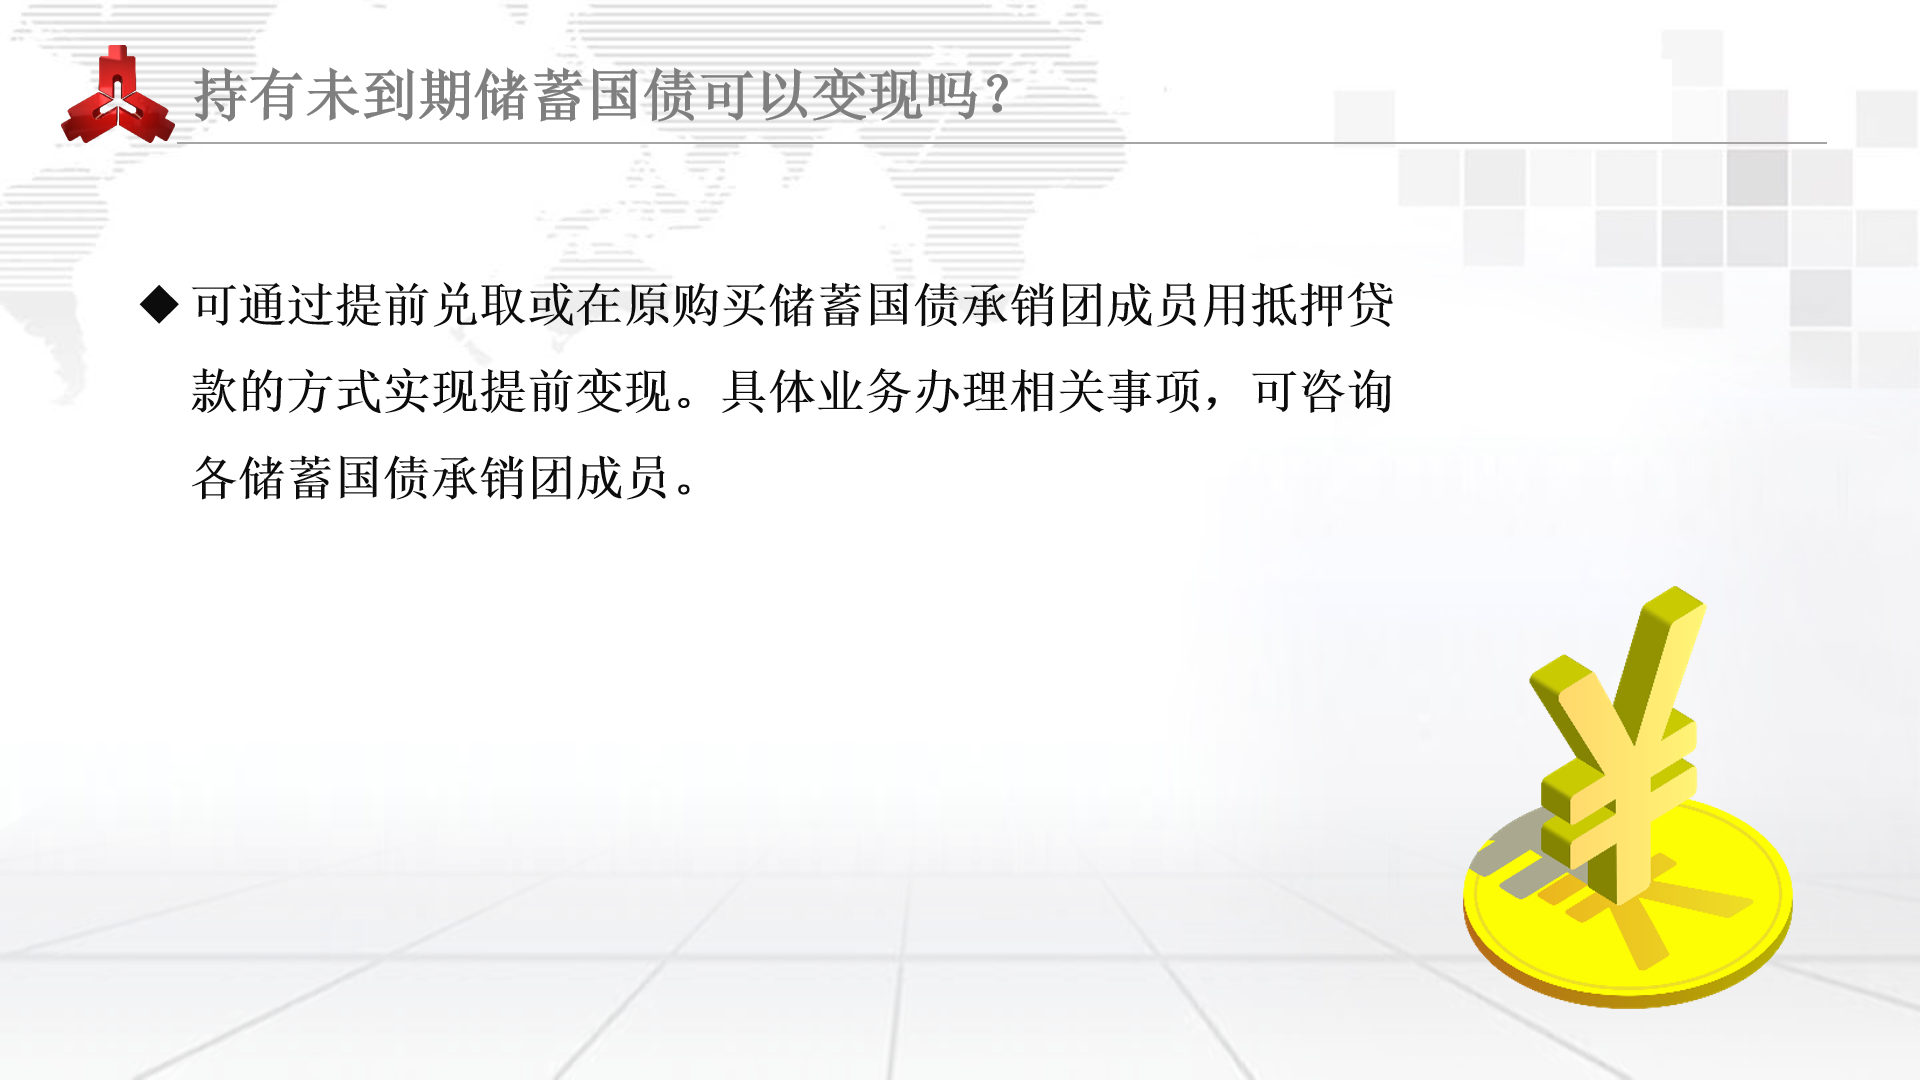 持有未到期储蓄国债可以变现吗？
◆ 可通过提前兑取或在原购买储蓄国债承销团成员用抵押贷
款的方式实现提前变现。具体业务办理相关事项，可咨询
各储蓄国债承销团成员。